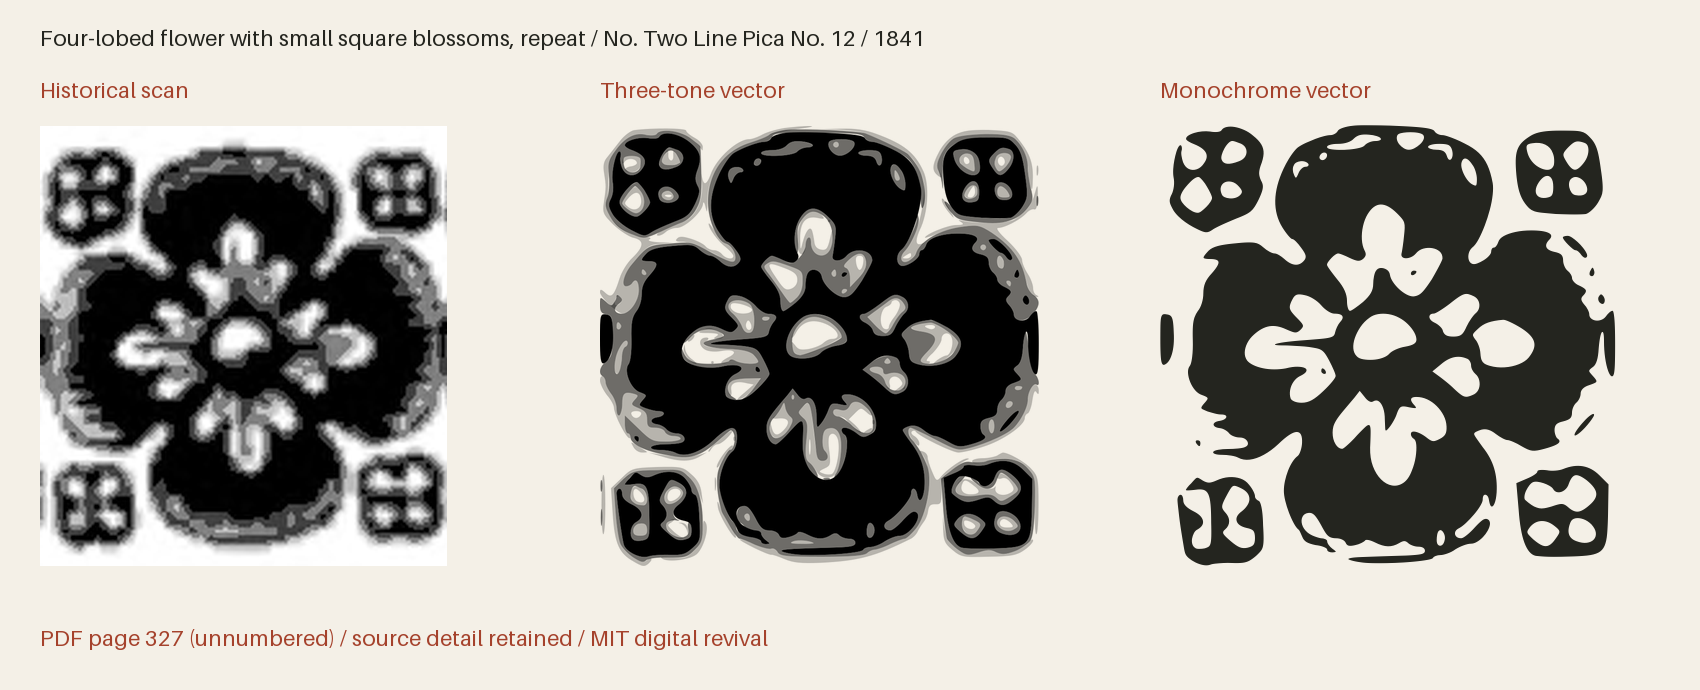 Four-lobed flower with small square blossoms, repeat / No. Two Line Pica No. 12 / 1841
Historical scan
Three-tone vector
Monochrome vector
PDF page 327 (unnumbered) / source detail retained / MIT digital revival